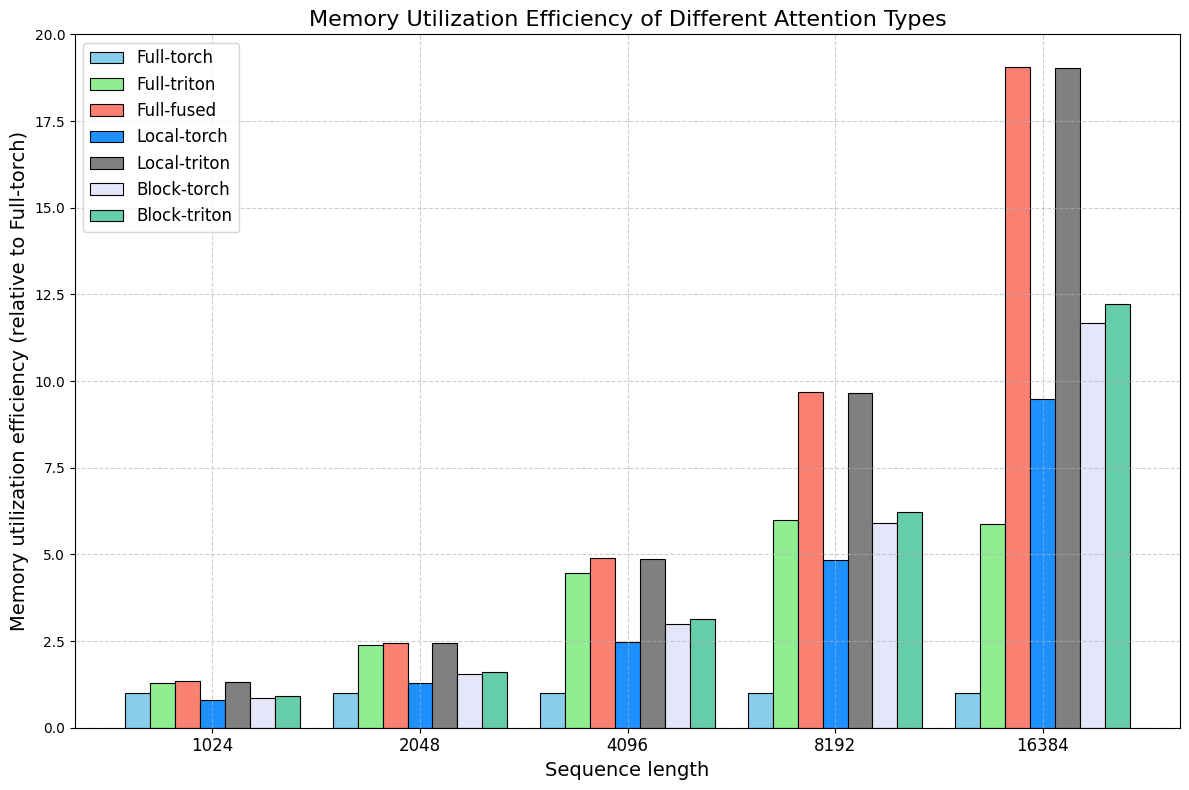 Memory Utilization Efficiency of Different Attention Types
Memory utilization efficiency (relative to Full-torch)
20.0
17.5
15.0
12.5
10.0
7.5
5.0
2.5
0.0
Full-torch
Full-triton
Full-fused
Local-torch
Local-triton
Block-torch
Block-triton
1024 2048 4096 8192 16384
Sequence length